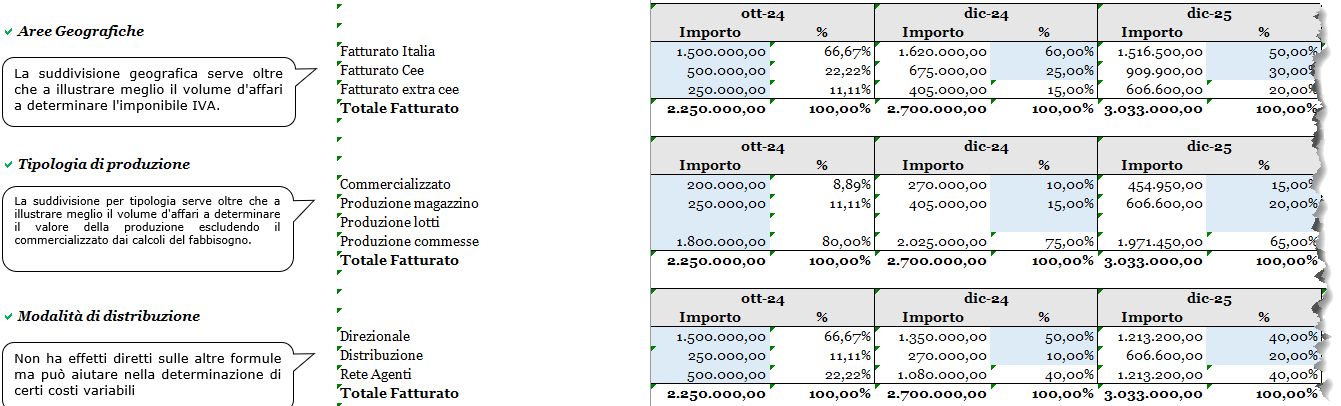 ott-24 dic-24 dic-25
Aree Geografiche Importo % Importo % Importo %
Fatturato Italia 1.500.000,00 66,67% 1.620.000,00 60,00% 1.516.500,00 50,00%
Fatturato Cee 500.000,00 22,22% 675.000,00 25,00% 909.900,00 30,00%
Fatturato extra cee 250.000,00 11,11% 405.000,00 15,00% 606.600,00 20,00%
Totale Fatturato 2.250.000,00 100,00% 2.700.000,00 100,00% 3.033.000,00 100,00%
La suddivisione geografica serve oltre
che a illustrare meglio il volume d'affari
a determinare l'imponibile IVA.
ott-24 dic-24 dic-25
Tipologia di produzione Importo % Importo % Importo %
Commercializzato 200.000,00 8,89% 270.000,00 10,00% 454.950,00 15,00%
Produzione magazzino 250.000,00 11,11% 405.000,00 15,00% 606.600,00 20,00%
Produzione lotti
Produzione commesse 1.800.000,00 80,00% 2.025.000,00 75,00% 1.971.450,00 65,00%
Totale Fatturato 2.250.000,00 100,00% 2.700.000,00 100,00% 3.033.000,00 100,00%
La suddivisione per tipologia serve oltre che a
illustrare meglio il volume d'affari a determinare
il valore della produzione escludendo il
commercializzato dai calcoli del fabbisogno.
ott-24 dic-24 dic-25
Modalità di distribuzione Importo % Importo % Importo %
Direzionale 1.500.000,00 66,67% 1.350.000,00 50,00% 1.213.200,00 40,00%
Distribuzione 250.000,00 11,11% 270.000,00 10,00% 606.600,00 20,00%
Rete Agenti 500.000,00 22,22% 1.080.000,00 40,00% 1.213.200,00 40,00%
Totale Fatturato 2.250.000,00 100,00% 2.700.000,00 100,00% 3.033.000,00 100,00%
Non ha effetti diretti sulle altre formule
ma può aiutare nella determinazione di
certi costi variabili